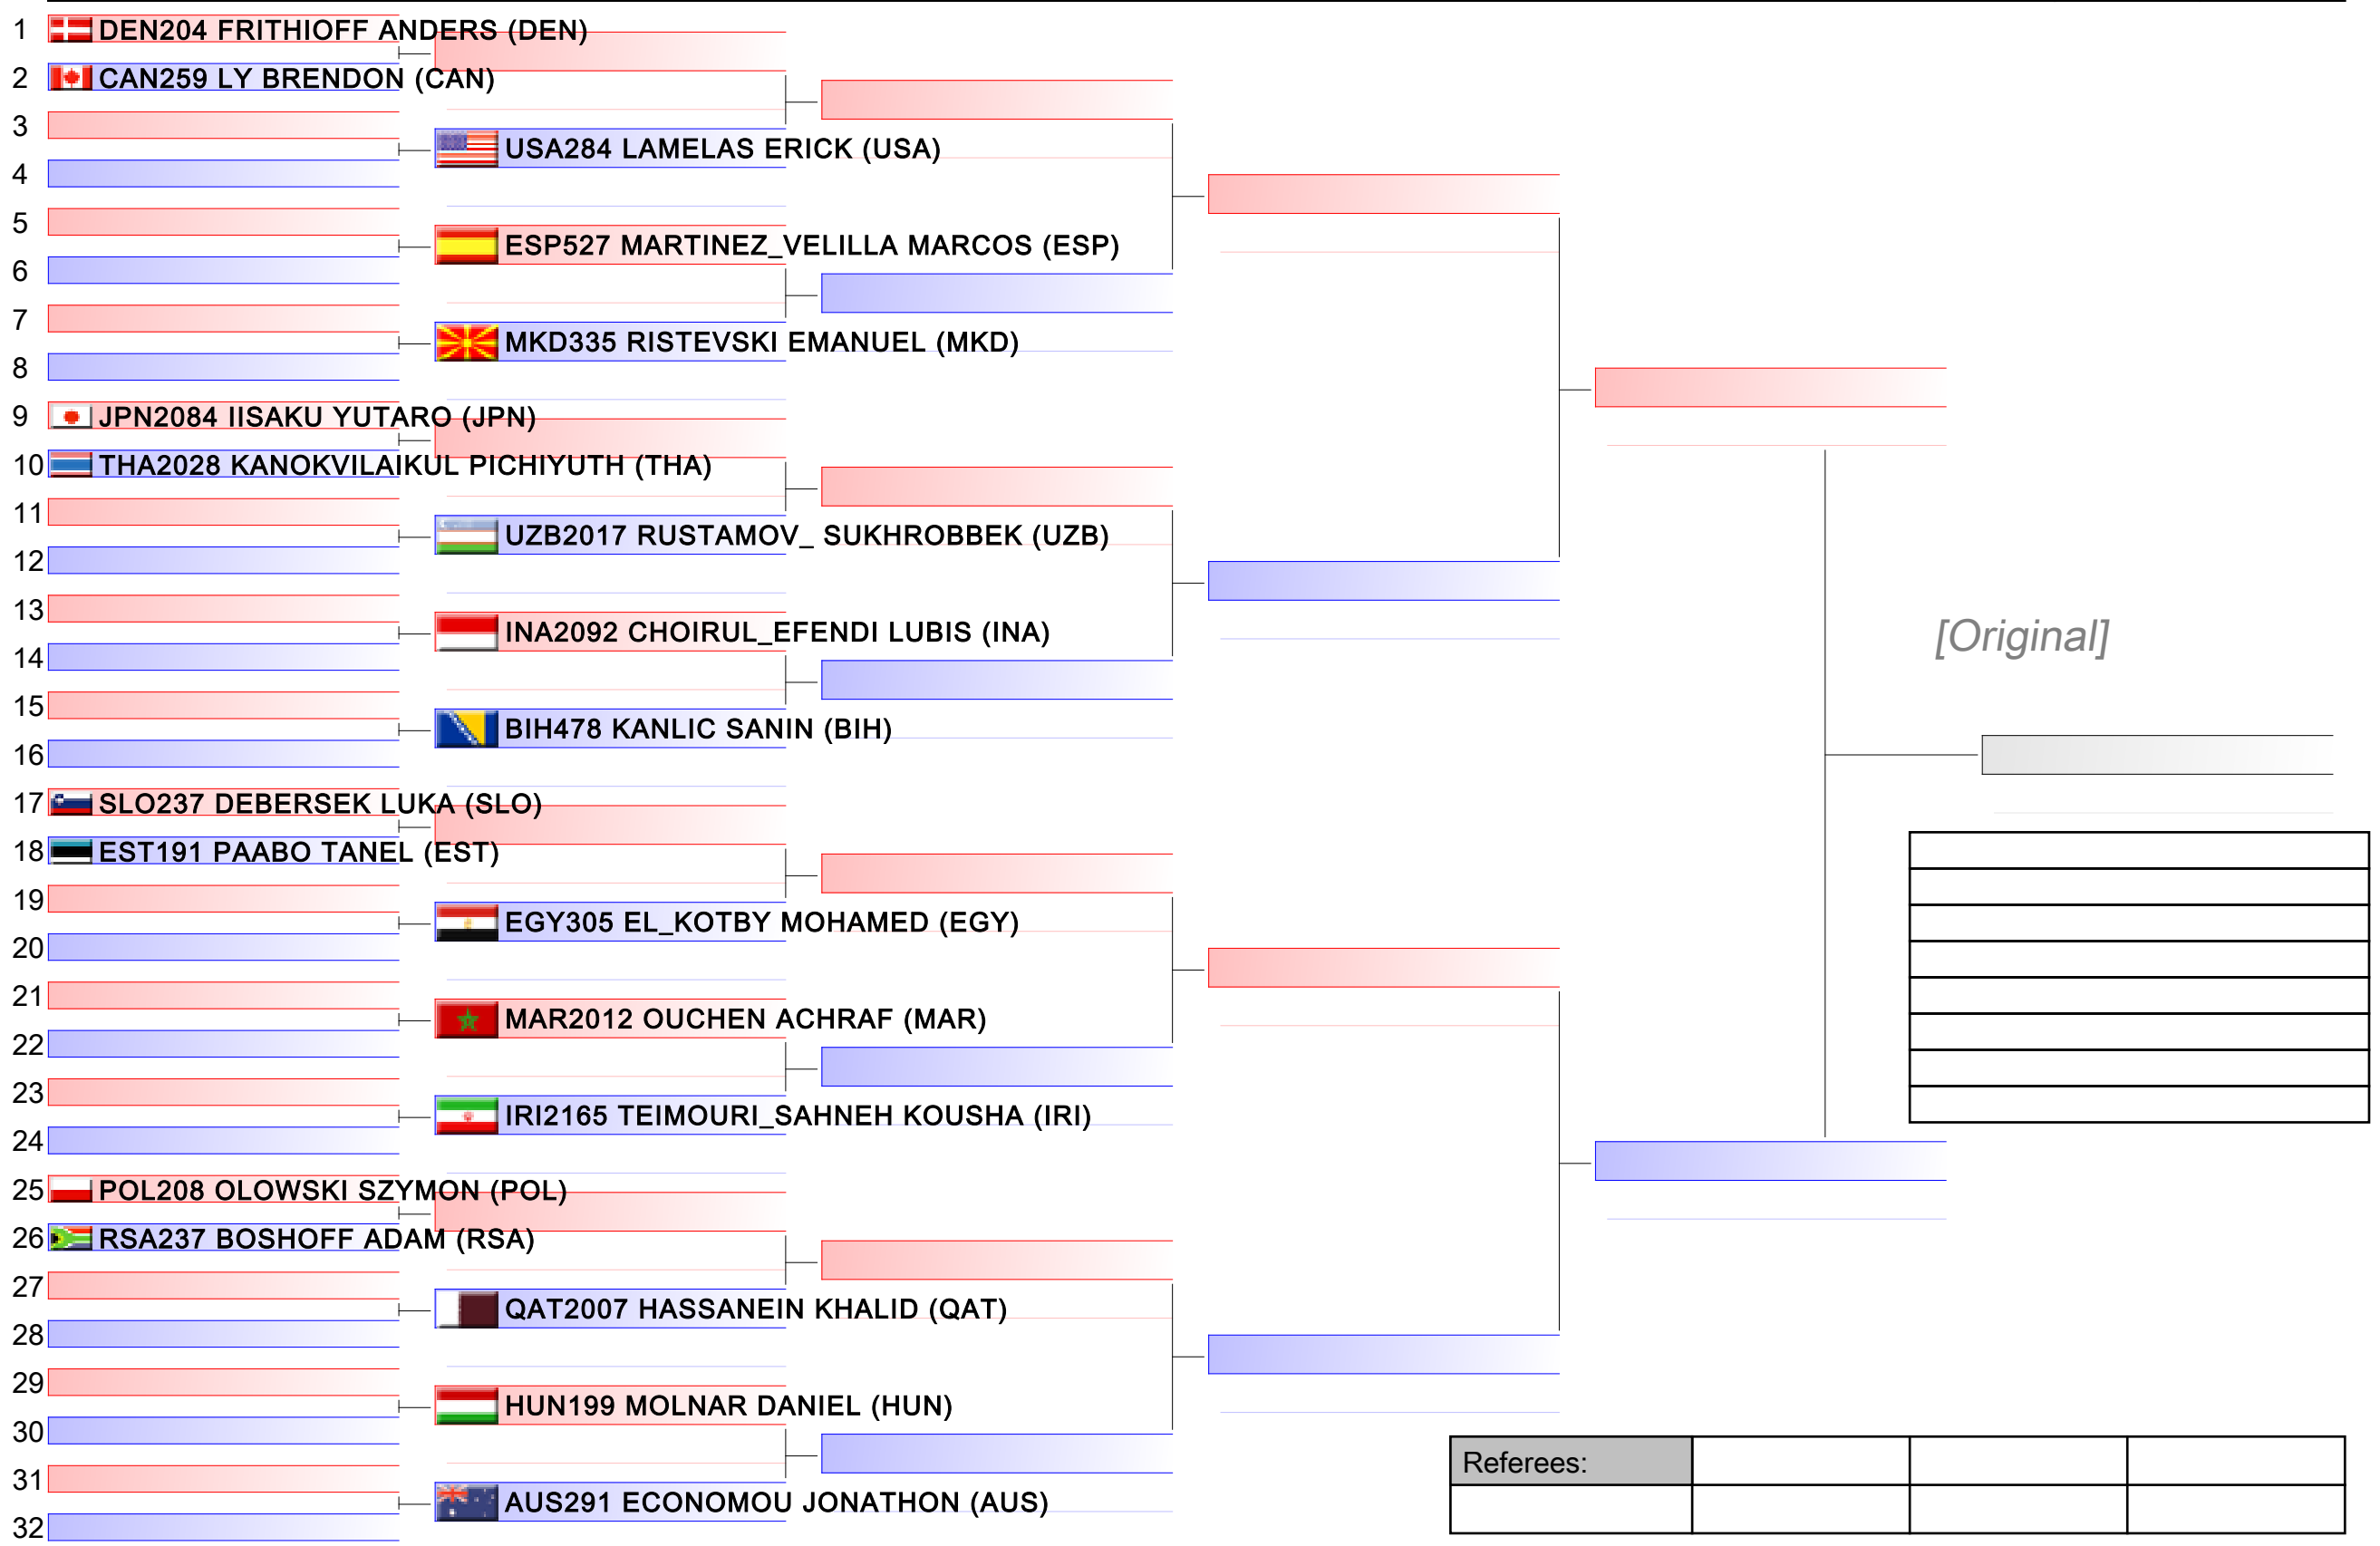 1 DEN204 FRITHIOFF ANDERS (DEN)
2 CAN259 LY BRENDON (CAN)
3
USA284 LAMELAS ERICK (USA)
4
5
ESP527 MARTINEZ_VELILLA MARCOS (ESP)
6
7
MKD335 RISTEVSKI EMANUEL (MKD)
8
9 JPN2084 IISAKU YUTARO (JPN)
10 THA2028 KANOKVILAIKUL PICHIYUTH (THA)
11
UZB2017 RUSTAMOV_ SUKHROBBEK (UZB)
12
13
INA2092 CHOIRUL_EFENDI LUBIS (INA)
[Original]
14
15
BIH478 KANLIC SANIN (BIH)
16
17 SLO237 DEBERSEK LUKA (SLO)
18 EST191 PAABO TANEL (EST)
19
EGY305 EL_KOTBY MOHAMED (EGY)
20
21
MAR2012 OUCHEN ACHRAF (MAR)
22
23
IRI2165 TEIMOURI_SAHNEH KOUSHA (IRI)
24
25 POL208 OLOWSKI SZYMON (POL)
26 RSA237 BOSHOFF ADAM (RSA)
27
QAT2007 HASSANEIN KHALID (QAT)
28
29
HUN199 MOLNAR DANIEL (HUN)
30
Referees:
31
AUS291 ECONOMOU JONATHON (AUS)
32